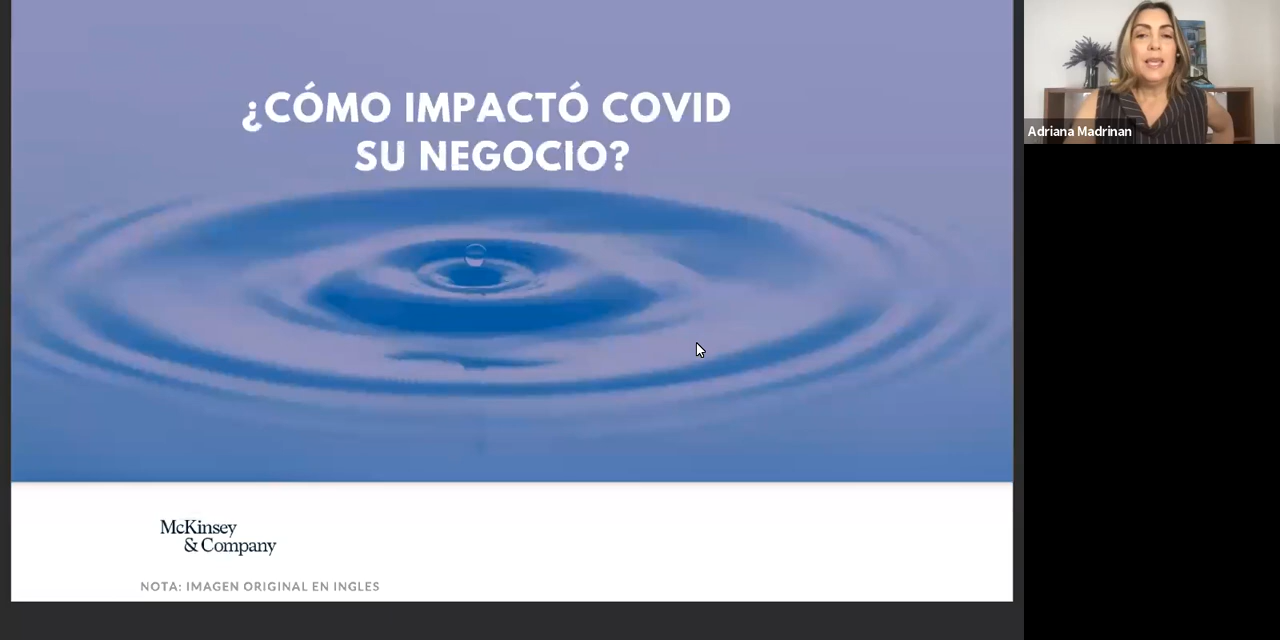 ¿CÓMO IMPACTÓ COVID
SU NEGOCIO?
Adriana Madrinan
McKinsey
& Company
NOTA: IMAGEN ORIGINAL EN INGLES